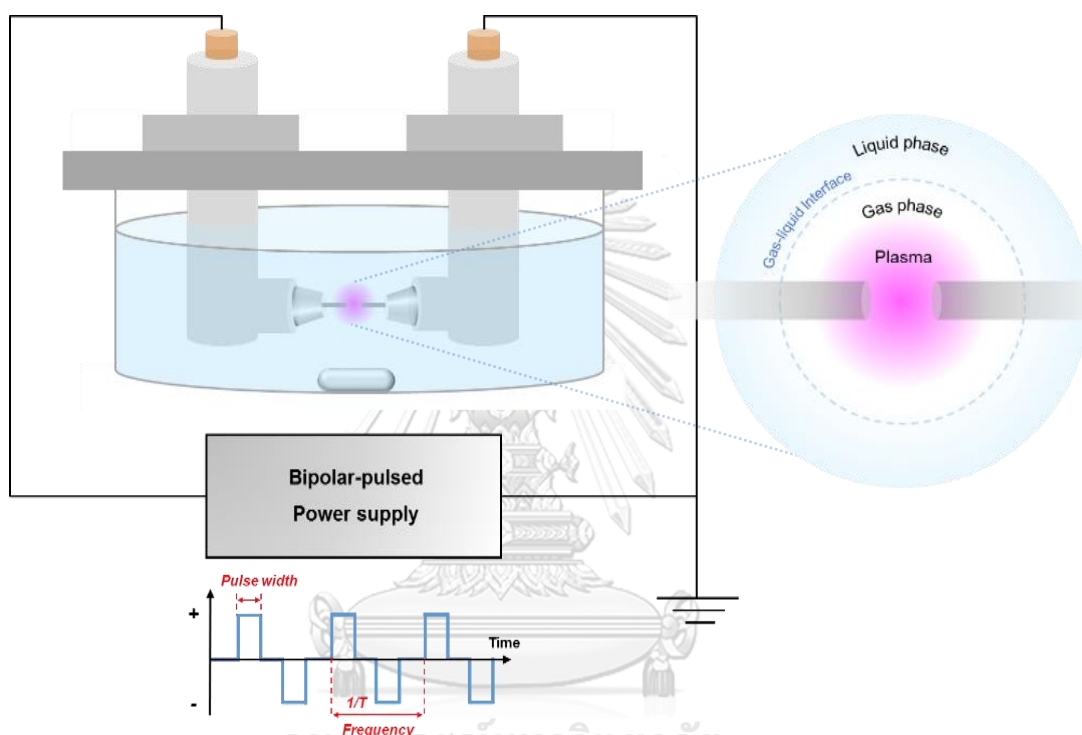 Liquid phase
Gas-liquid Interface
Gas phase
Plasma
Bipolar-pulsed
Power supply
Pulse width
+
Time
-
1/T
Frequency